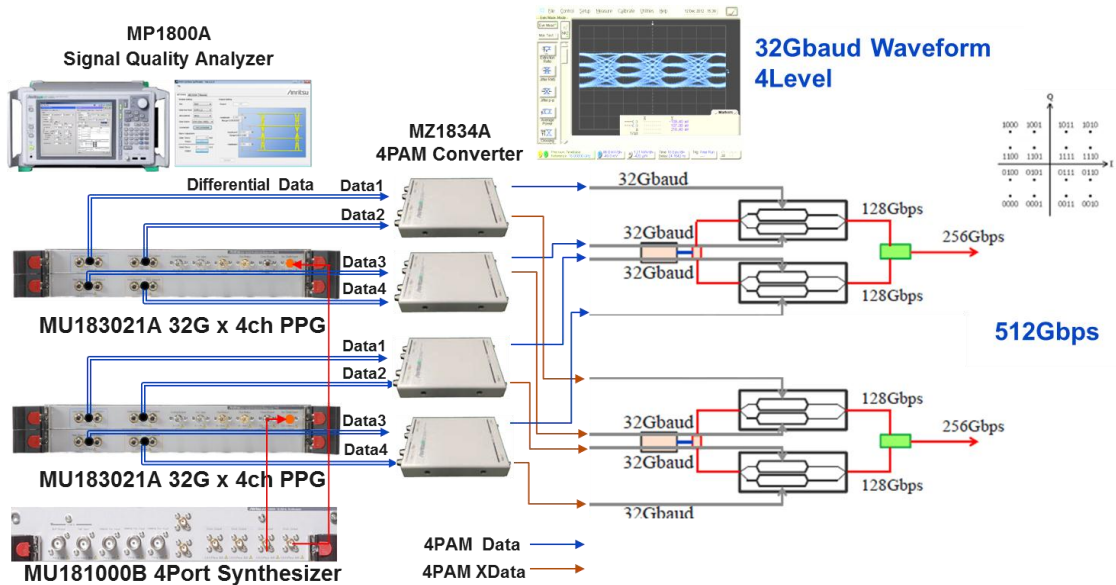 MP1800A
Signal Quality Analyzer
32Gbaud Waveform
4Level
MZ1834A
4PAM Converter
Q
I
1000 1001 1011 1010
1100 1101 1111 1110
0100 0101 0111 0110
0000 0001 0011 0010
Differential Data
Data1
Data2
Data3
Data4
MU183021A 32G x 4ch PPG
Data1
Data2
Data3
Data4
MU183021A 32G x 4ch PPG
MU181000B 4Port Synthesizer
32Gbaud
32Gbaud
32Gbaud
128Gbps
128Gbps
256Gbps
512Gbps
32Gbaud
32Gbaud
32Gbaud
128Gbps
128Gbps
256Gbps
4PAM Data
4PAM XData
/inritsu